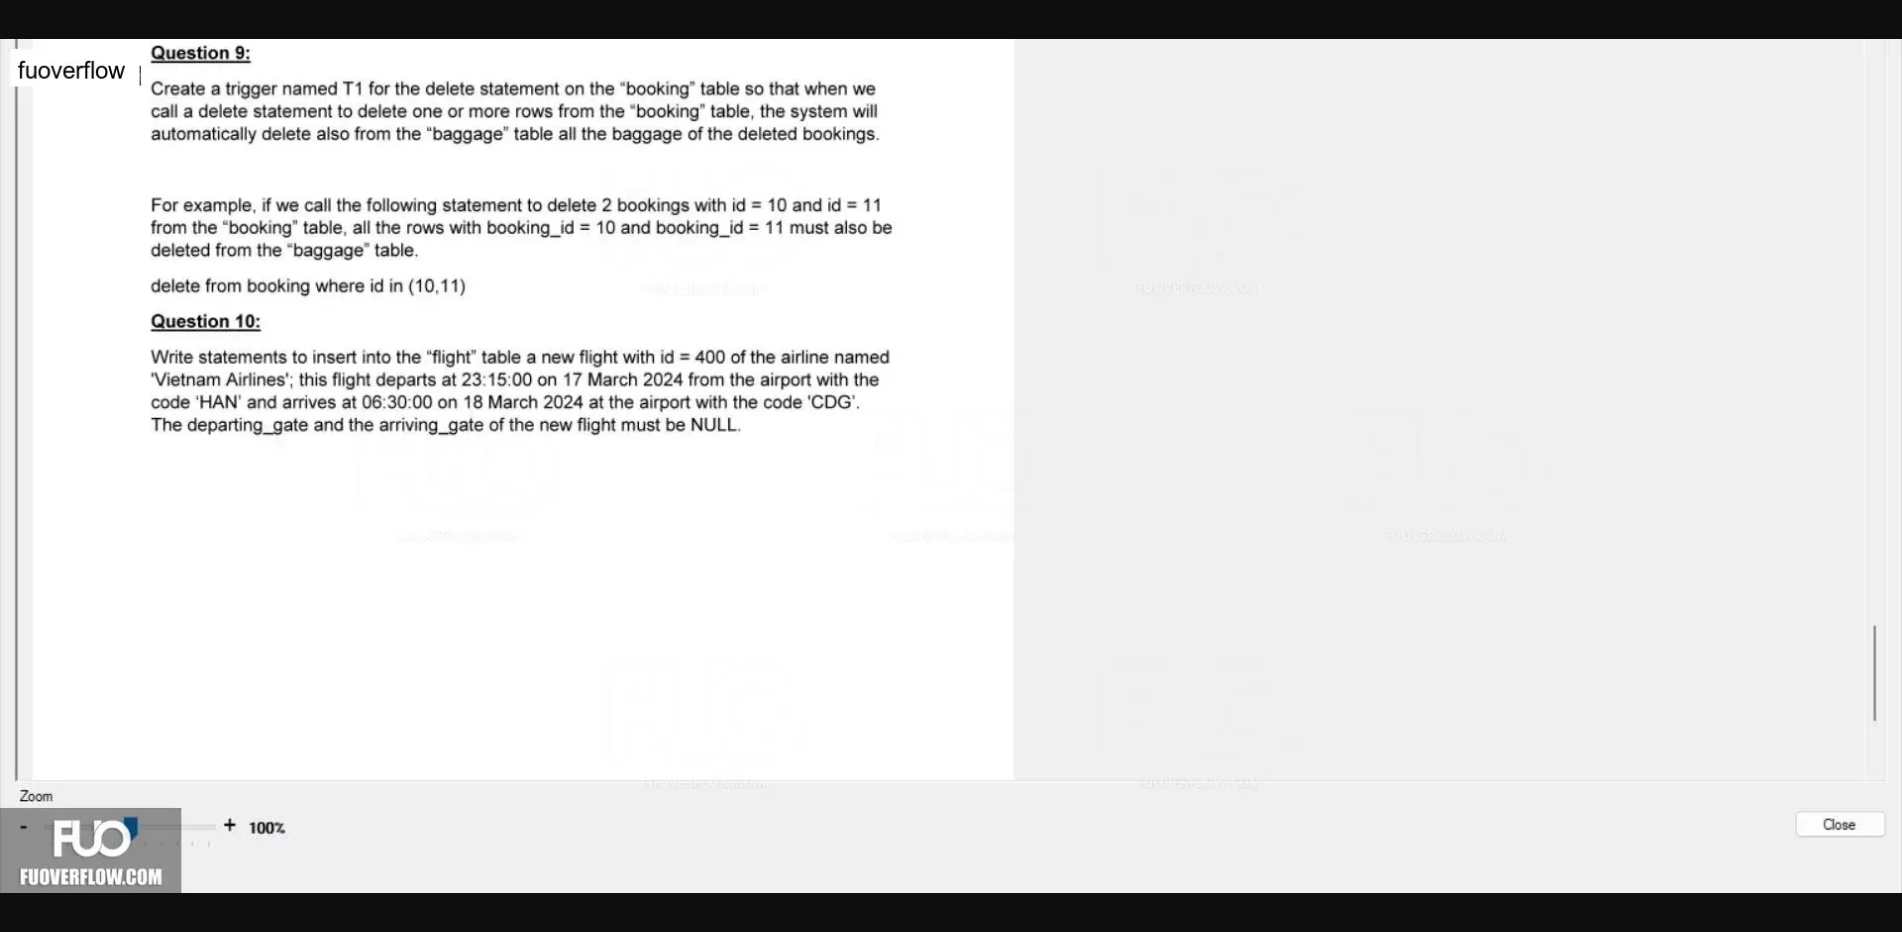 Question 9:
fuoverflow
Create a trigger named T1 for the delete statement on the “booking” table so that when we
call a delete statement to delete one or more rows from the “booking” table, the system will
automatically delete also from the “baggage” table all the baggage of the deleted bookings.
For example, if we call the following statement to delete 2 bookings with id = 10 and id = 11
from the “booking” table, all the rows with booking_id = 10 and booking_id = 11 must also be
deleted from the “baggage” table.
delete from booking where id in (10,11)
Question 10:
Write statements to insert into the “flight” table a new flight with id = 400 of the airline named
'Vietnam Airlines'; this flight departs at 23:15:00 on 17 March 2024 from the airport with the
code ‘HAN’ and arrives at 06:30:00 on 18 March 2024 at the airport with the code 'CDG'.
The departing_gate and the arriving_gate of the new flight must be NULL.
Zoom
- + 100%
Close
FUO
FUOVERFLOW.COM